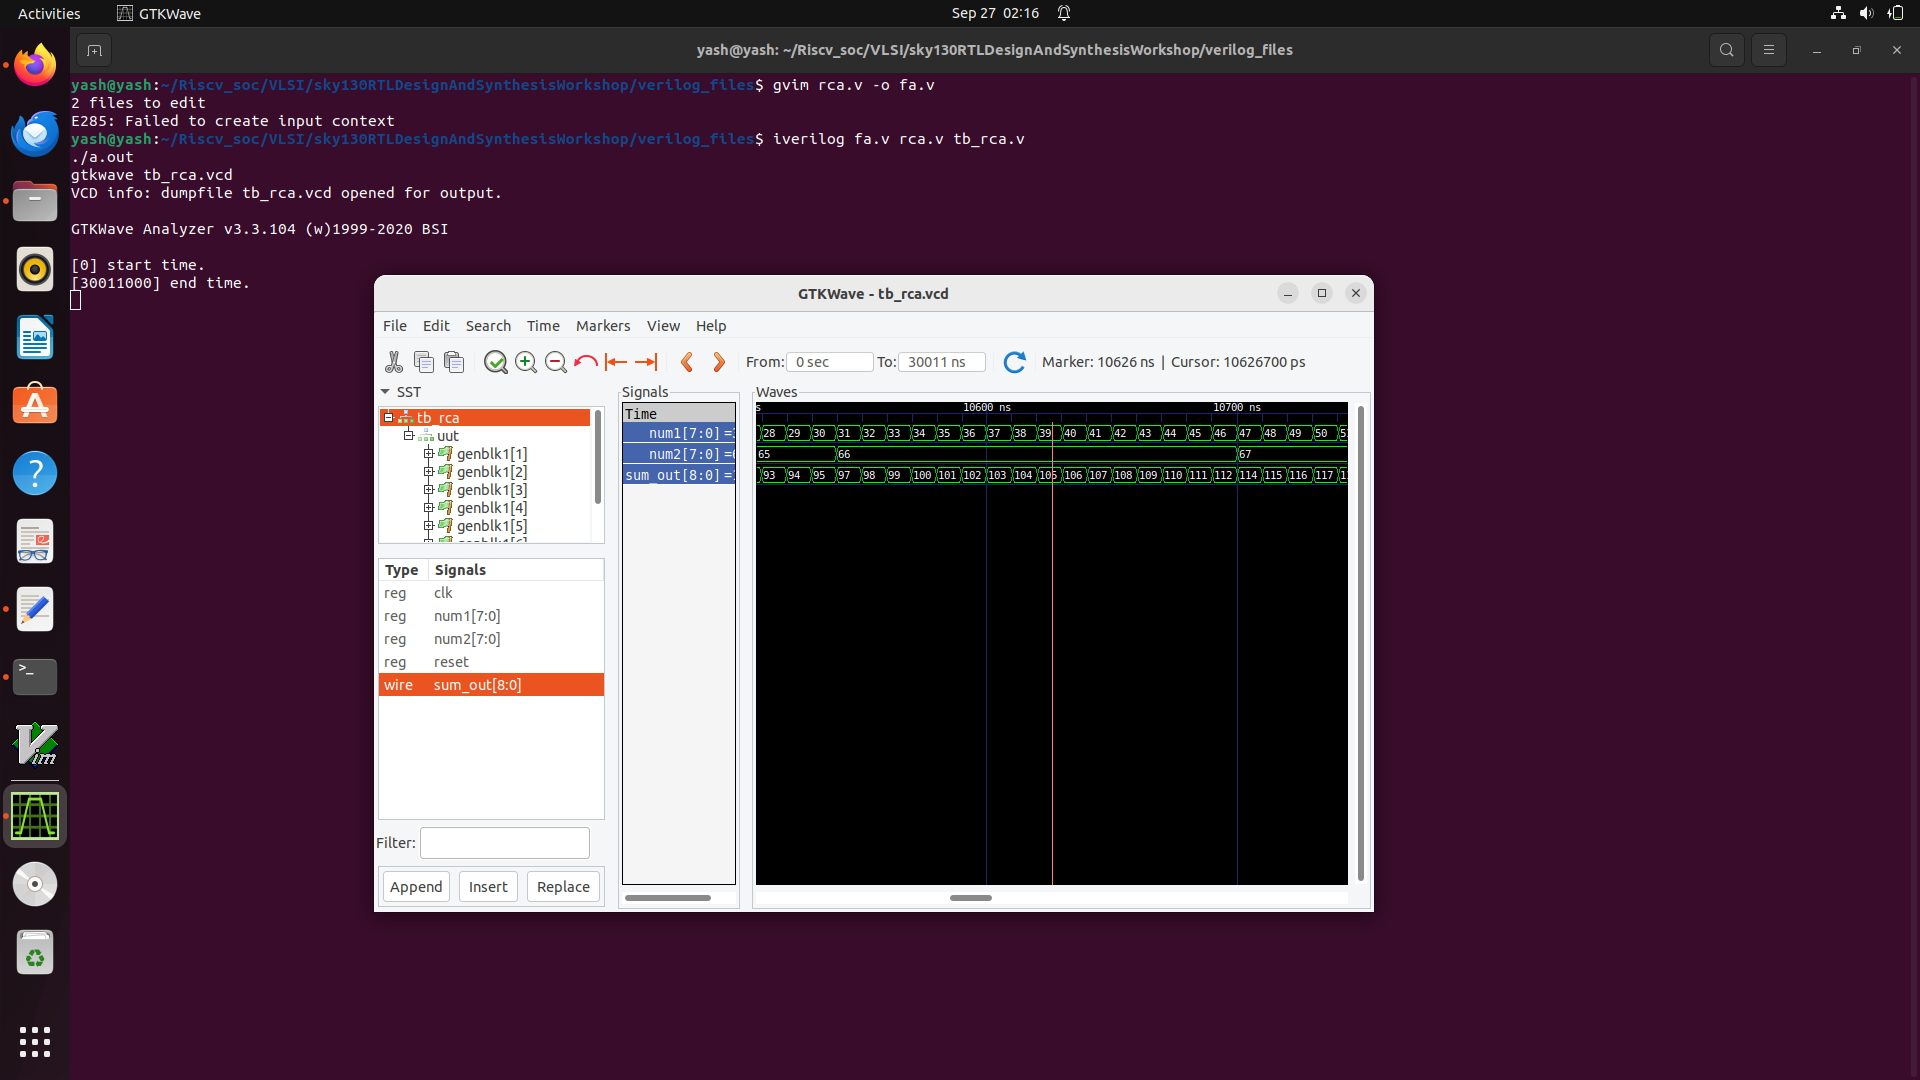 Activities
GTKWave
Sep 27 02:16
yash@yash: ~/Riscv_soc/VLSI/sky130RTLDesignAndSynthesisWorkshop/verilog_files
yash@yash:~/Riscv_soc/VLSI/sky130RTLDesignAndSynthesisWorkshop/verilog_files$ gvim rca.v -o fa.v
2 files to edit
E285: Failed to create input context
yash@yash:~/Riscv_soc/VLSI/sky130RTLDesignAndSynthesisWorkshop/verilog_files$ iverilog fa.v rca.v tb_rca.v
./a.out
gtkwave tb_rca.vcd
VCD info: dumpfile tb_rca.vcd opened for output.
GTKWave Analyzer v3.3.104 (w)1999-2020 BSI
[0] start time.
[30011000] end time.
GTKWave - tb_rca.vcd
File Edit Search Time Markers View Help
From: 0 sec To: 30011 ns Marker: 10626 ns | Cursor: 10626700 ps
SST
tb_rca
uut
genblk1[1]
genblk1[2]
genblk1[3]
genblk1[4]
genblk1[5]
Type Signals
reg clk
reg num1[7:0]
reg num2[7:0]
reg reset
wire sum_out[8:0]
Filter:
Append Insert Replace
Signals
Time
num1[7:0] =
num2[7:0] =
sum_out[8:0] =
Waves
s 10600 ns 10700 ns
28 29 30 31 32 33 34 35 36 37 38 39 40 41 42 43 44 45 46 47 48 49 50
65 66 67
93 94 95 97 98 99 100 101 102 103 104 105 106 107 108 109 110 111 112 114 115 116 117
>_
Vim